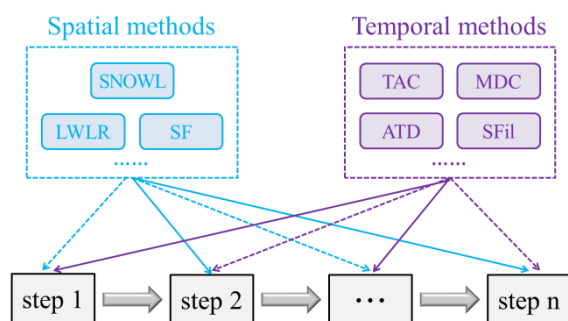 Spatial methods
Temporal methods
SNOWL
LWLR
SF
......
TAC
MDC
ATD
SFil
......
step 1
step 2
...
step n